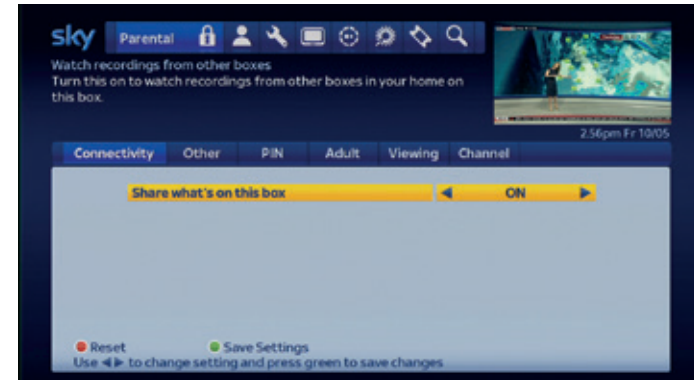 sky Parental
Watch recordings from other boxes
Turn this on to watch recordings from other boxes in your home on
this box.
2.56pm Fr 10/05
Connectivity Other PIN Adult Viewing Channel
Share what's on this box ◀ ON ▶
Reset Save Settings
Use ◀▶ to change setting and press green to save changes